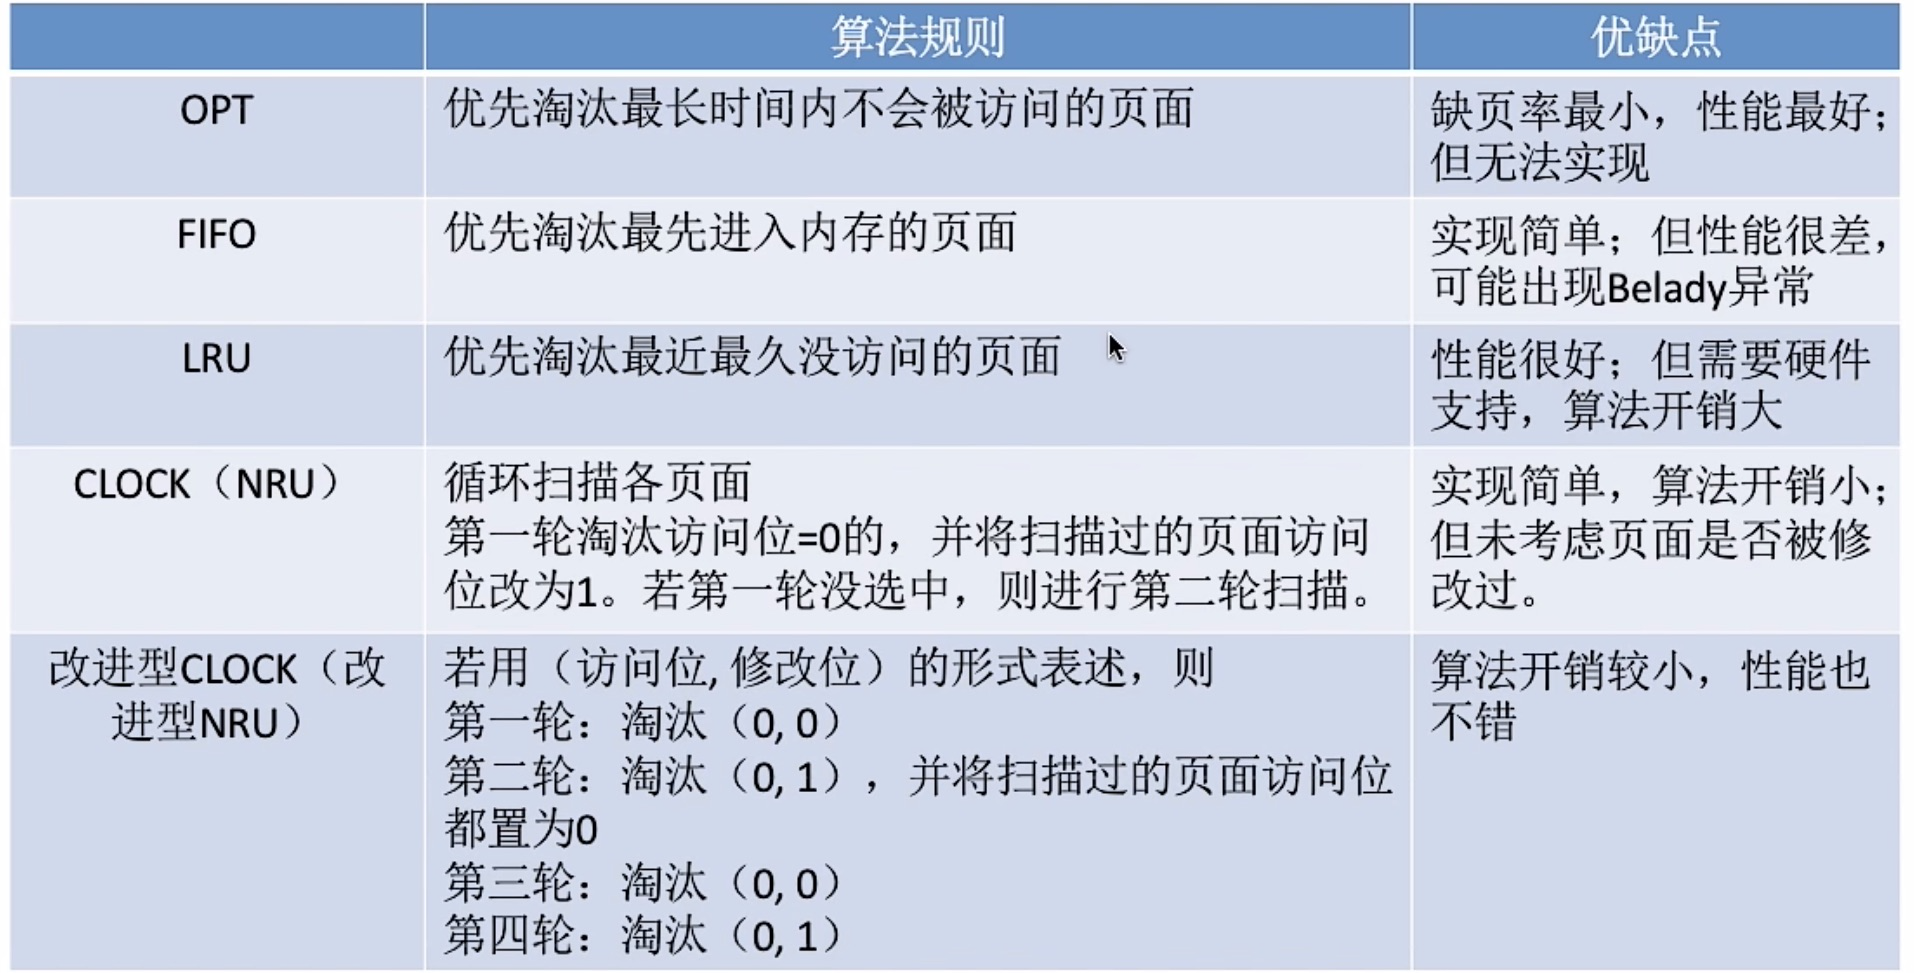 算法规则
优缺点
OPT
优先淘汰最长时间内不会被访问的页面
缺页率最小，性能最好；
但无法实现
FIFO
优先淘汰最先进入内存的页面
实现简单；但性能很差，
可能出现Belady异常
LRU
优先淘汰最近最久没访问的页面
性能很好；但需要硬件
支持，算法开销大
CLOCK（NRU）
循环扫描各页面
第一轮淘汰访问位=0的，并将扫描过的页面访问
位改为1。若第一轮没选中，则进行第二轮扫描。
实现简单，算法开销小；
但未考虑页面是否被修
改过。
改进型CLOCK（改
进型NRU）
若用（访问位, 修改位）的形式表述，则
第一轮：淘汰（0, 0）
第二轮：淘汰（0, 1），并将扫描过的页面访问位
都置为0
第三轮：淘汰（0, 0）
第四轮：淘汰（0, 1）
算法开销较小，性能也
不错